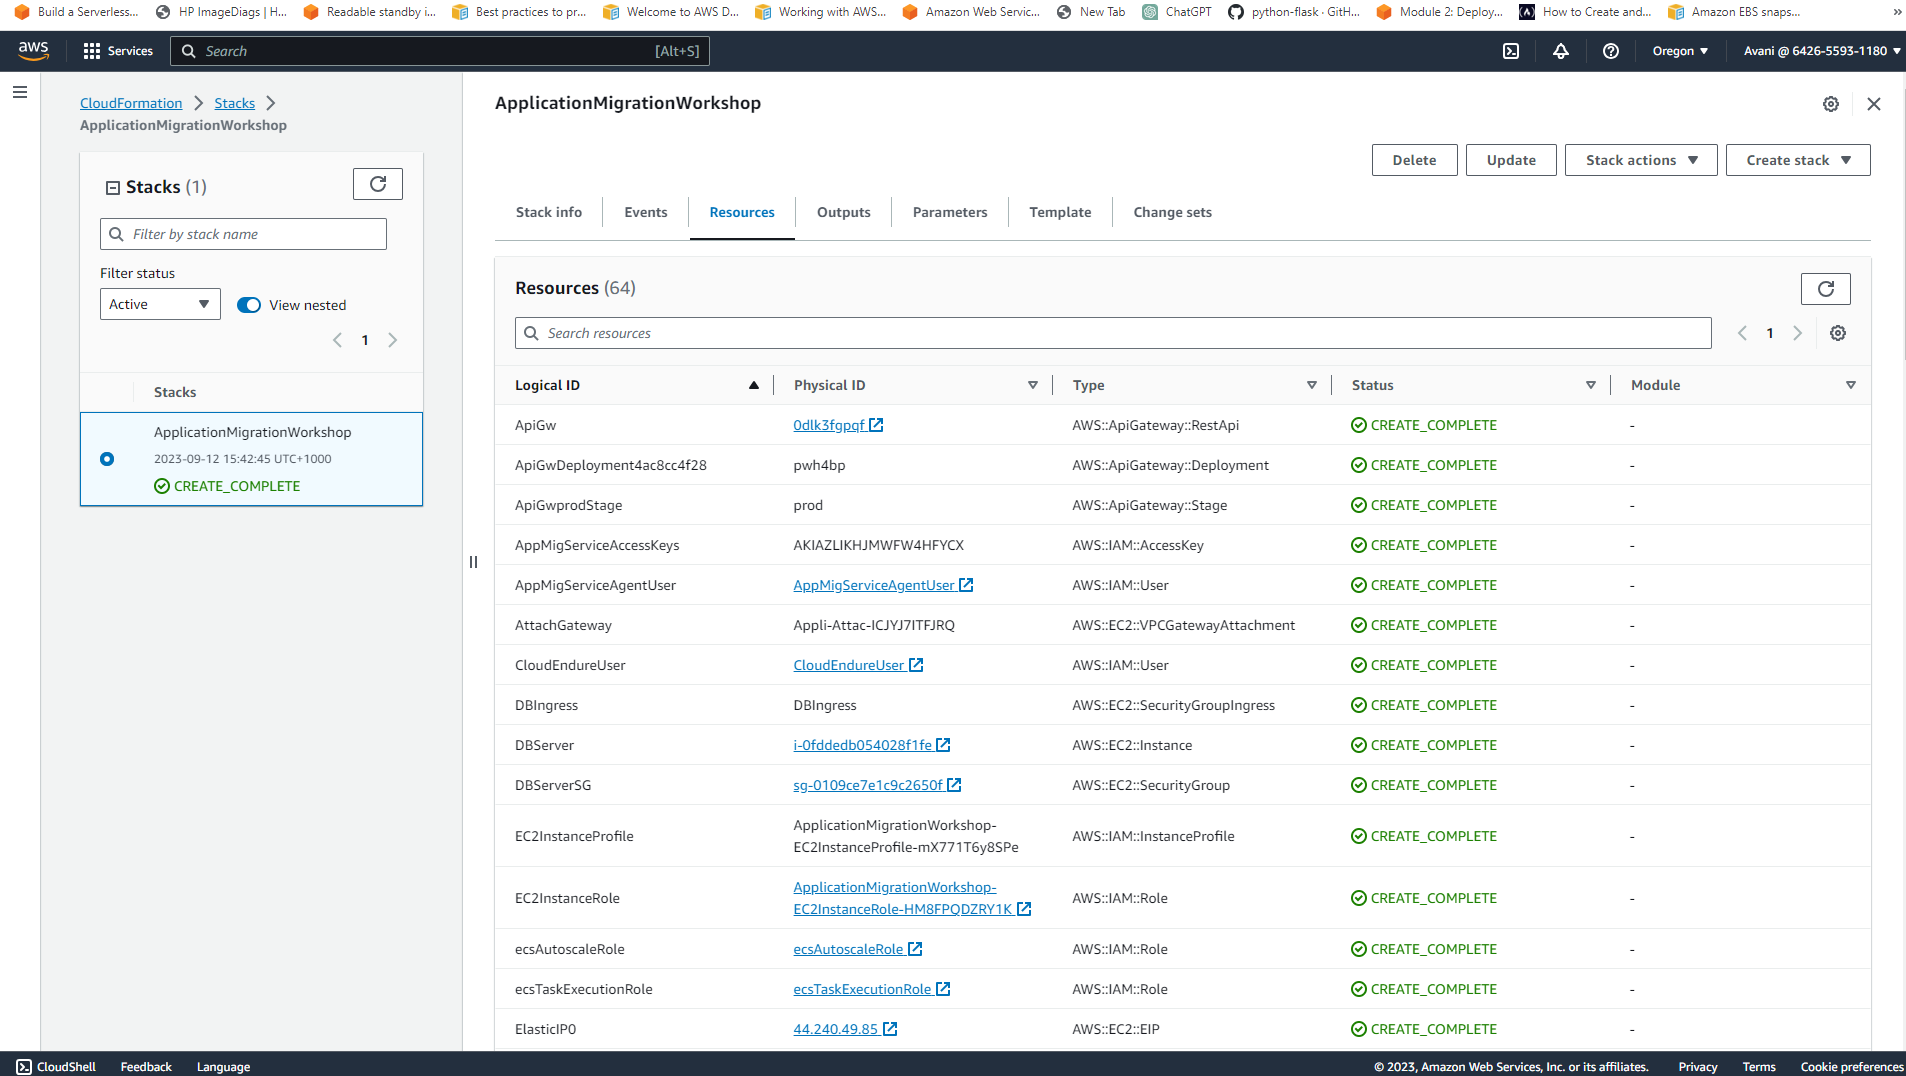 Build a Serverless... HP ImageDiags | H... Readable standby i... Best practices to pr... Welcome to AWS D... Working with AWS... Amazon Web Servic... New Tab ChatGPT python-flask · GitH... Module 2: Deploy... How to Create and... Amazon EBS snaps... »
aws Services Search [Alt+S] Oregon ▼ Avani @ 6426-5593-1180 ▼
CloudFormation > Stacks >
ApplicationMigrationWorkshop
Stacks (1)
Filter by stack name
Filter status
Active View nested
1
Stacks
ApplicationMigrationWorkshop
2023-09-12 15:42:45 UTC+1000
CREATE_COMPLETE
ApplicationMigrationWorkshop
Delete Update Stack actions Create stack
Stack info Events Resources Outputs Parameters Template Change sets
Resources (64)
Search resources 1
Logical ID Physical ID Type Status Module
ApiGw 0dlk3fgpqf AWS::ApiGateway::RestApi CREATE_COMPLETE -
ApiGwDeployment4ac8cc4f28 pwh4bp AWS::ApiGateway::Deployment CREATE_COMPLETE -
ApiGwprodStage prod AWS::ApiGateway::Stage CREATE_COMPLETE -
AppMigServiceAccessKeys AKIAZLIKHJMWFW4HFYCX AWS::IAM::AccessKey CREATE_COMPLETE -
AppMigServiceAgentUser AppMigServiceAgentUser AWS::IAM::User CREATE_COMPLETE -
AttachGateway Appli-Attac-ICJYJ7ITFJRQ AWS::EC2::VPCGatewayAttachment CREATE_COMPLETE -
CloudEndureUser CloudEndureUser AWS::IAM::User CREATE_COMPLETE -
DBIngress DBIngress AWS::EC2::SecurityGroupIngress CREATE_COMPLETE -
DBServer i-0fddedb054028f1fe AWS::EC2::Instance CREATE_COMPLETE -
DBServerSG sg-0109ce7e1c9c2650f AWS::EC2::SecurityGroup CREATE_COMPLETE -
EC2InstanceProfile ApplicationMigrationWorkshop-
EC2InstanceProfile-mX771T6y8SPe AWS::IAM::InstanceProfile CREATE_COMPLETE -
EC2InstanceRole ApplicationMigrationWorkshop-
EC2InstanceRole-HM8FPQDZRY1K AWS::IAM::Role CREATE_COMPLETE -
ecsAutoscaleRole ecsAutoscaleRole AWS::IAM::Role CREATE_COMPLETE -
ecsTaskExecutionRole ecsTaskExecutionRole AWS::IAM::Role CREATE_COMPLETE -
ElasticIP0 44.240.49.85 AWS::EC2::EIP CREATE_COMPLETE -
CloudShell Feedback Language © 2023, Amazon Web Services, Inc. or its affiliates. Privacy Terms Cookie preferences